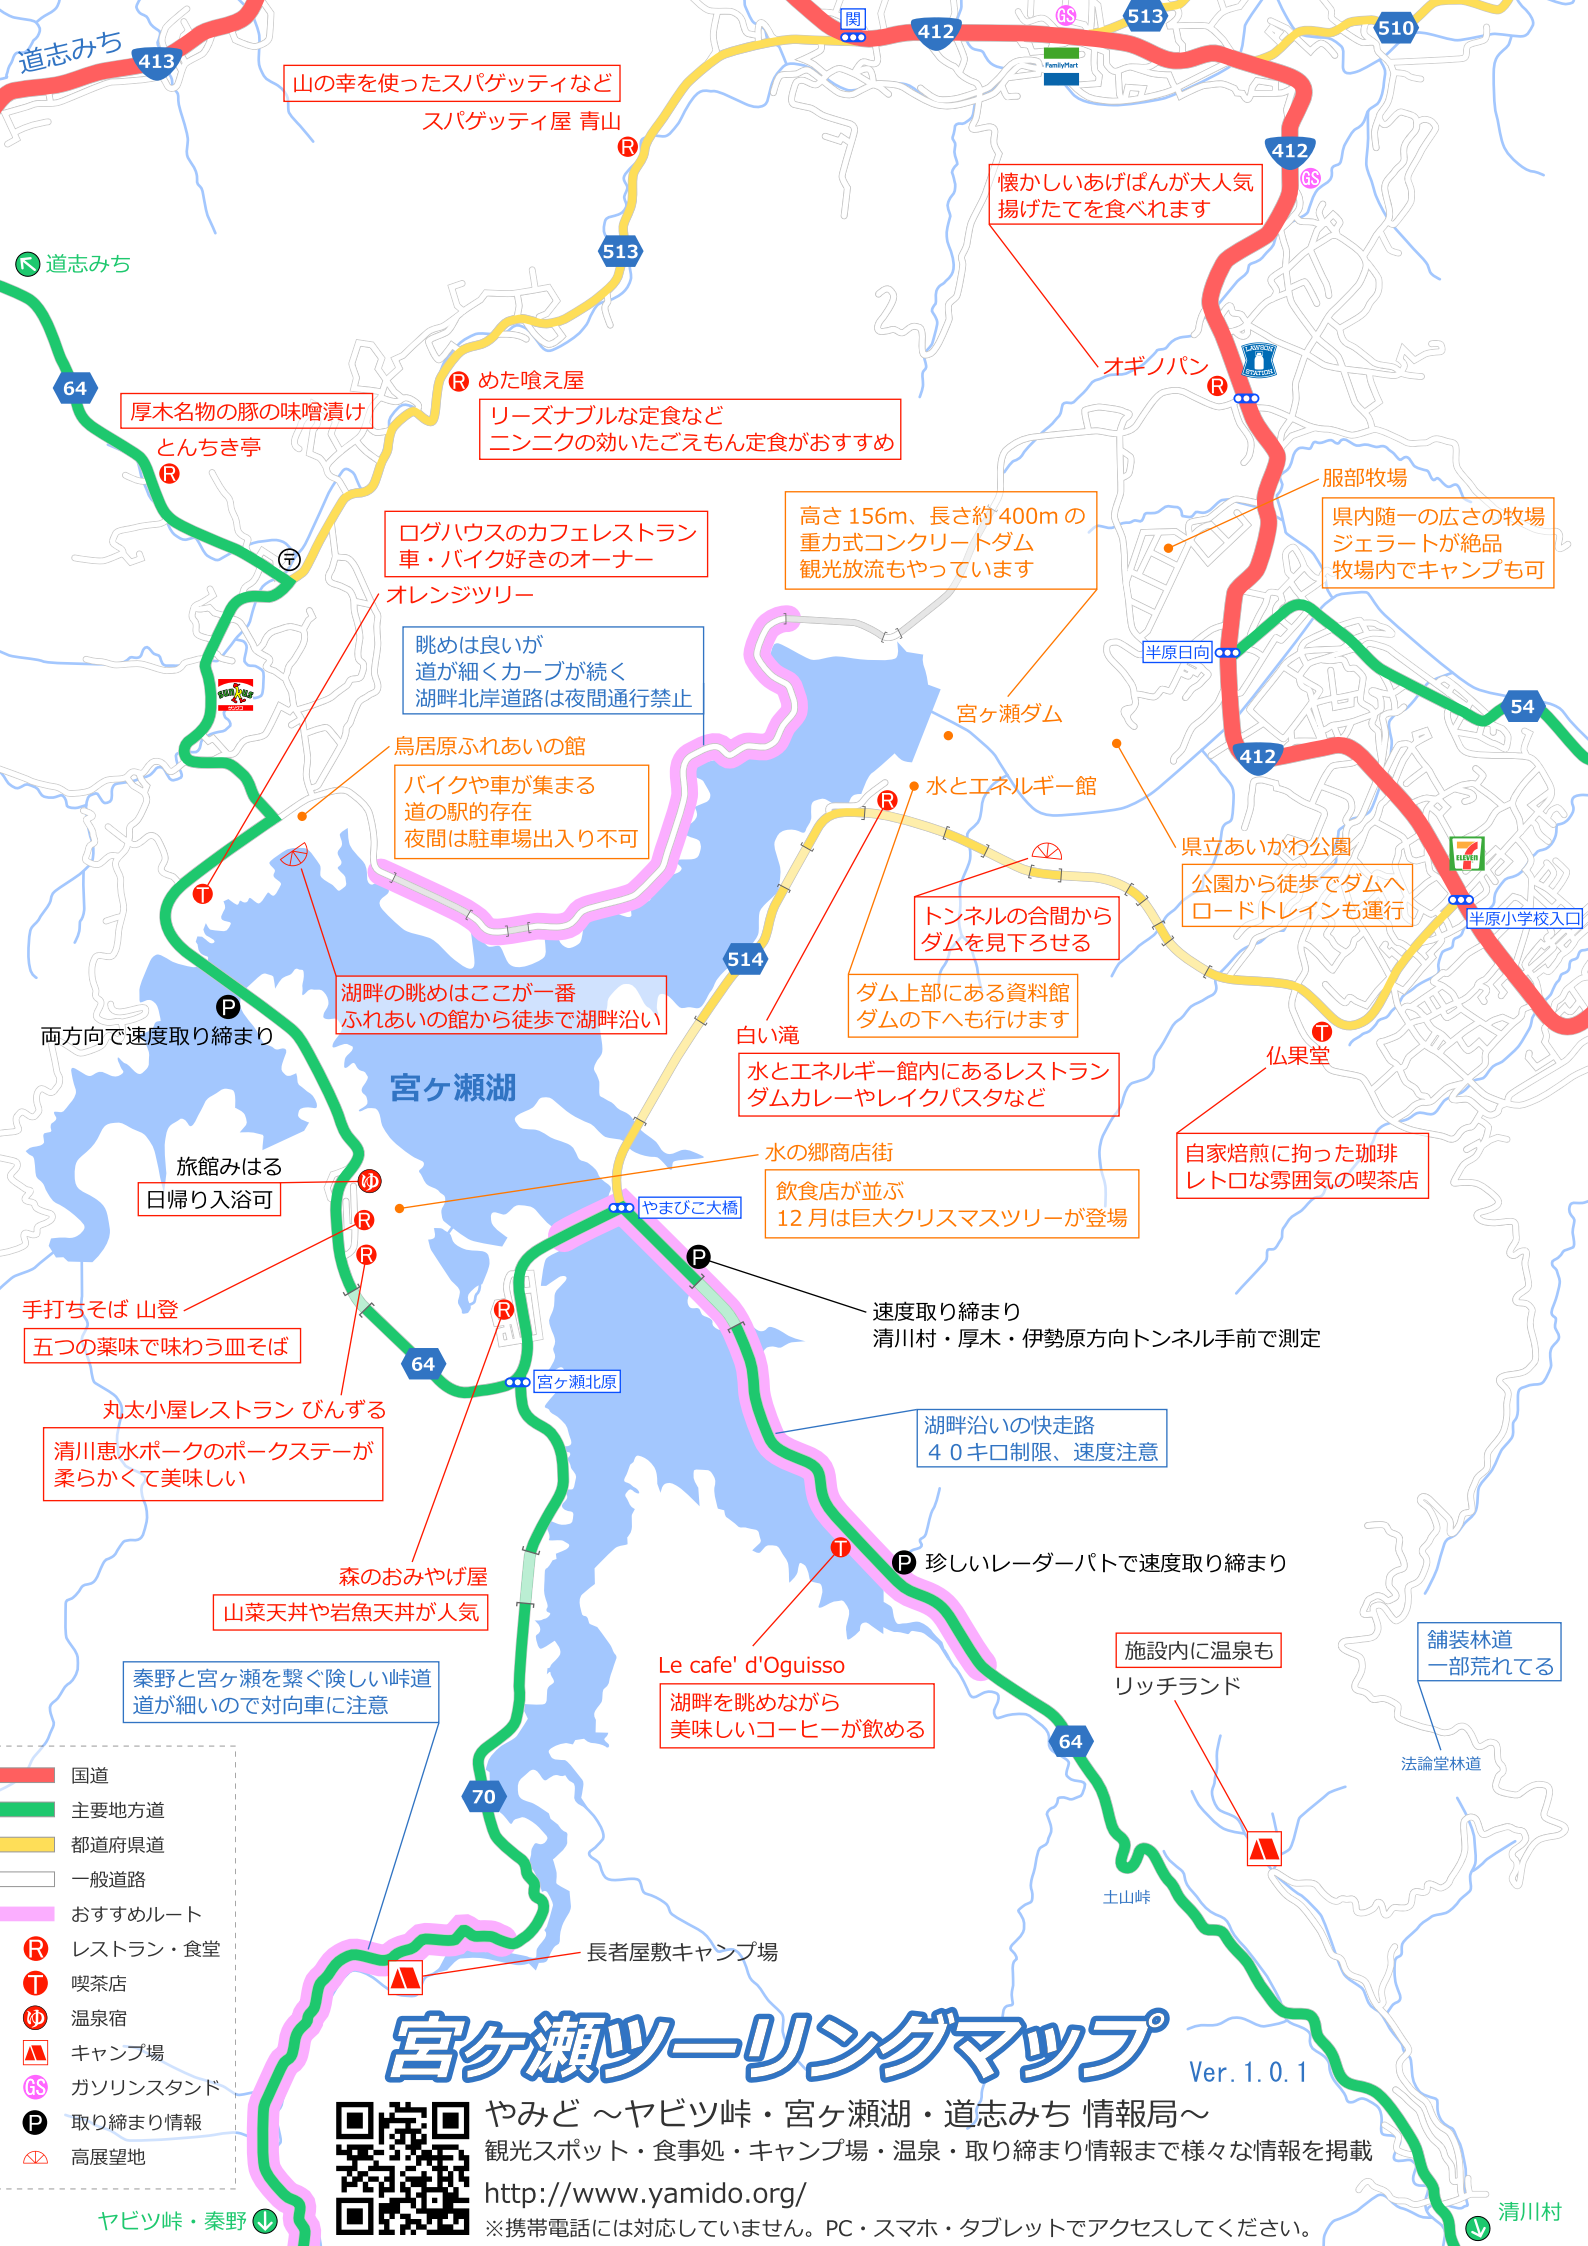 道志みち
413
関
412
GS
513
510
FamilyMart
山の幸を使ったスパゲッティなど
スパゲッティ屋 青山
R
412
GS
懐かしいあげぱんが大人気
揚げたてを食べれます
513
道志みち
64
オギノパン
R
LAWSON
STATION
R
めた喰え屋
リーズナブルな定食など
ニンニクの効いたごえもん定食がおすすめ
厚木名物の豚の味噌漬け
とんちき亭
R
服部牧場
県内随一の広さの牧場
ジェラートが絶品
牧場内でキャンプも可
高さ 156m、長さ約 400m の
重力式コンクリートダム
観光放流もやっています
ログハウスのカフェレストラン
車・バイク好きのオーナー
オレンジツリー
〒
眺めは良いが
道が細くカーブが続く
湖畔北岸道路は夜間通行禁止
半原日向
54
宮ヶ瀬ダム
412
鳥居原ふれあいの館
バイクや車が集まる
道の駅的存在
夜間は駐車場出入り不可
水とエネルギー館
R
県立あいかわ公園
公園から徒歩でダムへ
ロードトレインも運行
7
ELEVEN
半原小学校入口
T
トンネルの合間から
ダムを見下ろせる
514
湖畔の眺めはここが一番
ふれあいの館から徒歩で湖畔沿い
ダム上部にある資料館
ダムの下へも行けます
P
両方向で速度取り締まり
白い滝
水とエネルギー館内にあるレストラン
ダムカレーやレイクパスタなど
T
仏果堂
自家焙煎に拘った珈琲
レトロな雰囲気の喫茶店
宮ヶ瀬湖
旅館みはる
日帰り入浴可
ゆ
水の郷商店街
飲食店が並ぶ
12 月は巨大クリスマスツリーが登場
やまびこ大橋
R
R
P
速度取り締まり
清川村・厚木・伊勢原方向トンネル手前で測定
手打ちそば 山登
五つの薬味で味わう皿そば
R
64
宮ヶ瀬北原
丸太小屋レストラン びんずる
清川恵水ポークのポークステーが
柔らかくて美味しい
湖畔沿いの快走路
４０キロ制限、速度注意
T
P
珍しいレーダーパトで速度取り締まり
森のおみやげ屋
山菜天丼や岩魚天丼が人気
Le cafe' d'Oguisso
湖畔を眺めながら
美味しいコーヒーが飲める
施設内に温泉も
リッチランド
舗装林道
一部荒れてる
法論堂林道
秦野と宮ヶ瀬を繋ぐ険しい峠道
道が細いので対向車に注意
64
70
土山峠
長者屋敷キャンプ場
国道
主要地方道
都道府県道
一般道路
おすすめルート
R レストラン・食堂
T 喫茶店
ゆ 温泉宿
キャンプ場
GS ガソリンスタンド
P 取り締まり情報
高展望地
ヤビツ峠・秦野
宮ヶ瀬ツーリングマップ
Ver.1.0.1
やみど ～ヤビツ峠・宮ヶ瀬湖・道志みち 情報局～
観光スポット・食事処・キャンプ場・温泉・取り締まり情報まで様々な情報を掲載
http://www.yamido.org/
※携帯電話には対応していません。PC・スマホ・タブレットでアクセスしてください。
清川村